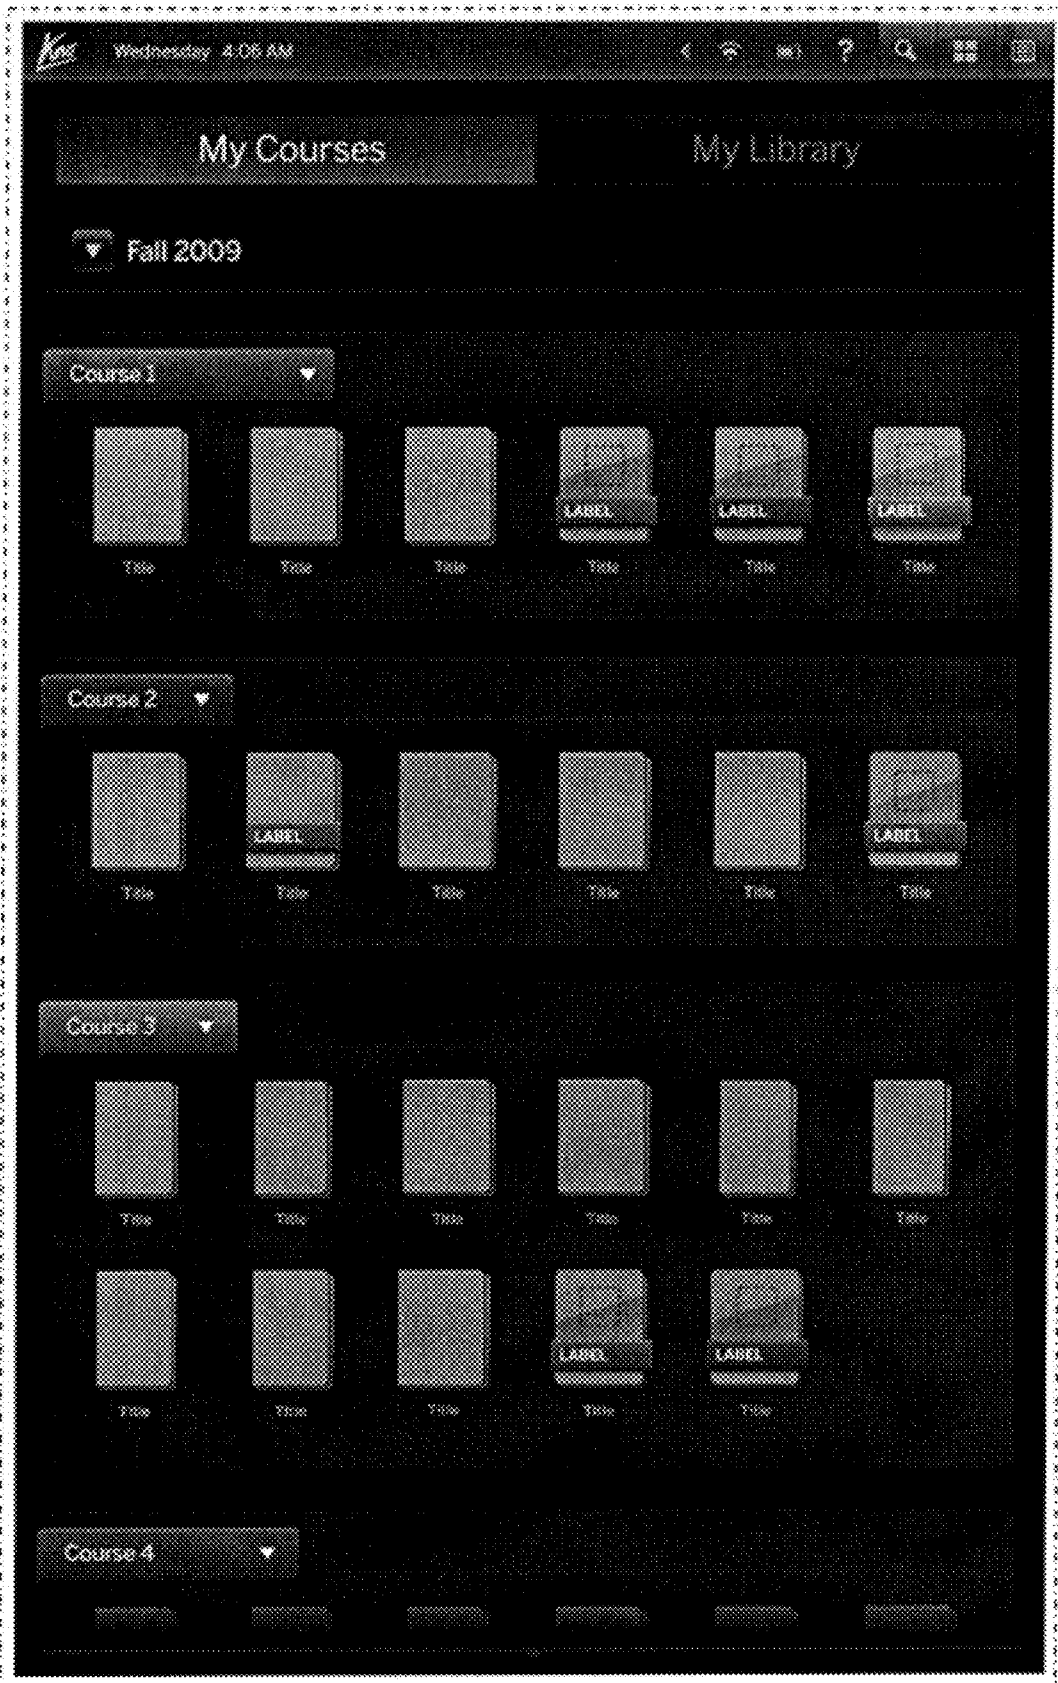 Kno Wednesday 4:06 AM ?
My Courses My Library
Fall 2009
Course 1
LABEL LABEL LABEL
Title Title Title Title Title Title
Course 2
LABEL LABEL
Title Title Title Title Title Title
Course 3
Title Title Title Title Title Title
LABEL LABEL
Title Title Title Title Title
Course 4